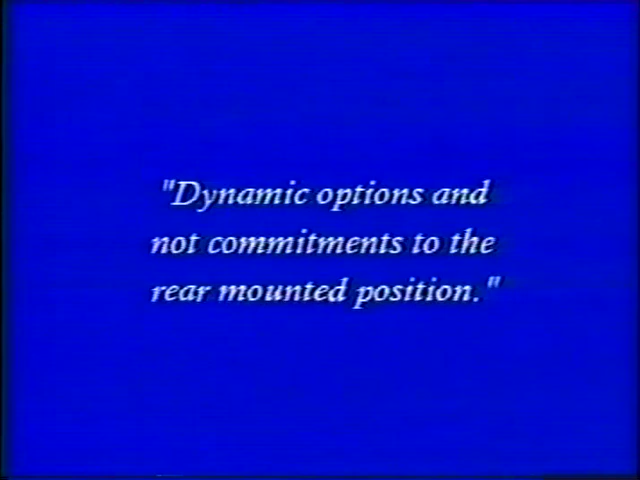 "Dynamic options and
not commitments to the
rear mounted position."